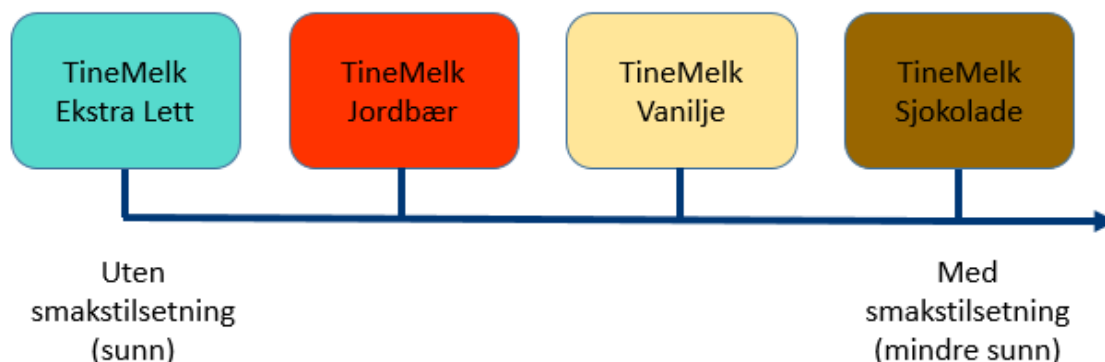 TineMelk
Ekstra Lett
TineMelk
Jordbær
TineMelk
Vanilje
TineMelk
Sjokolade
Uten
smakstilsetning
(sunn)
Med
smakstilsetning
(mindre sunn)